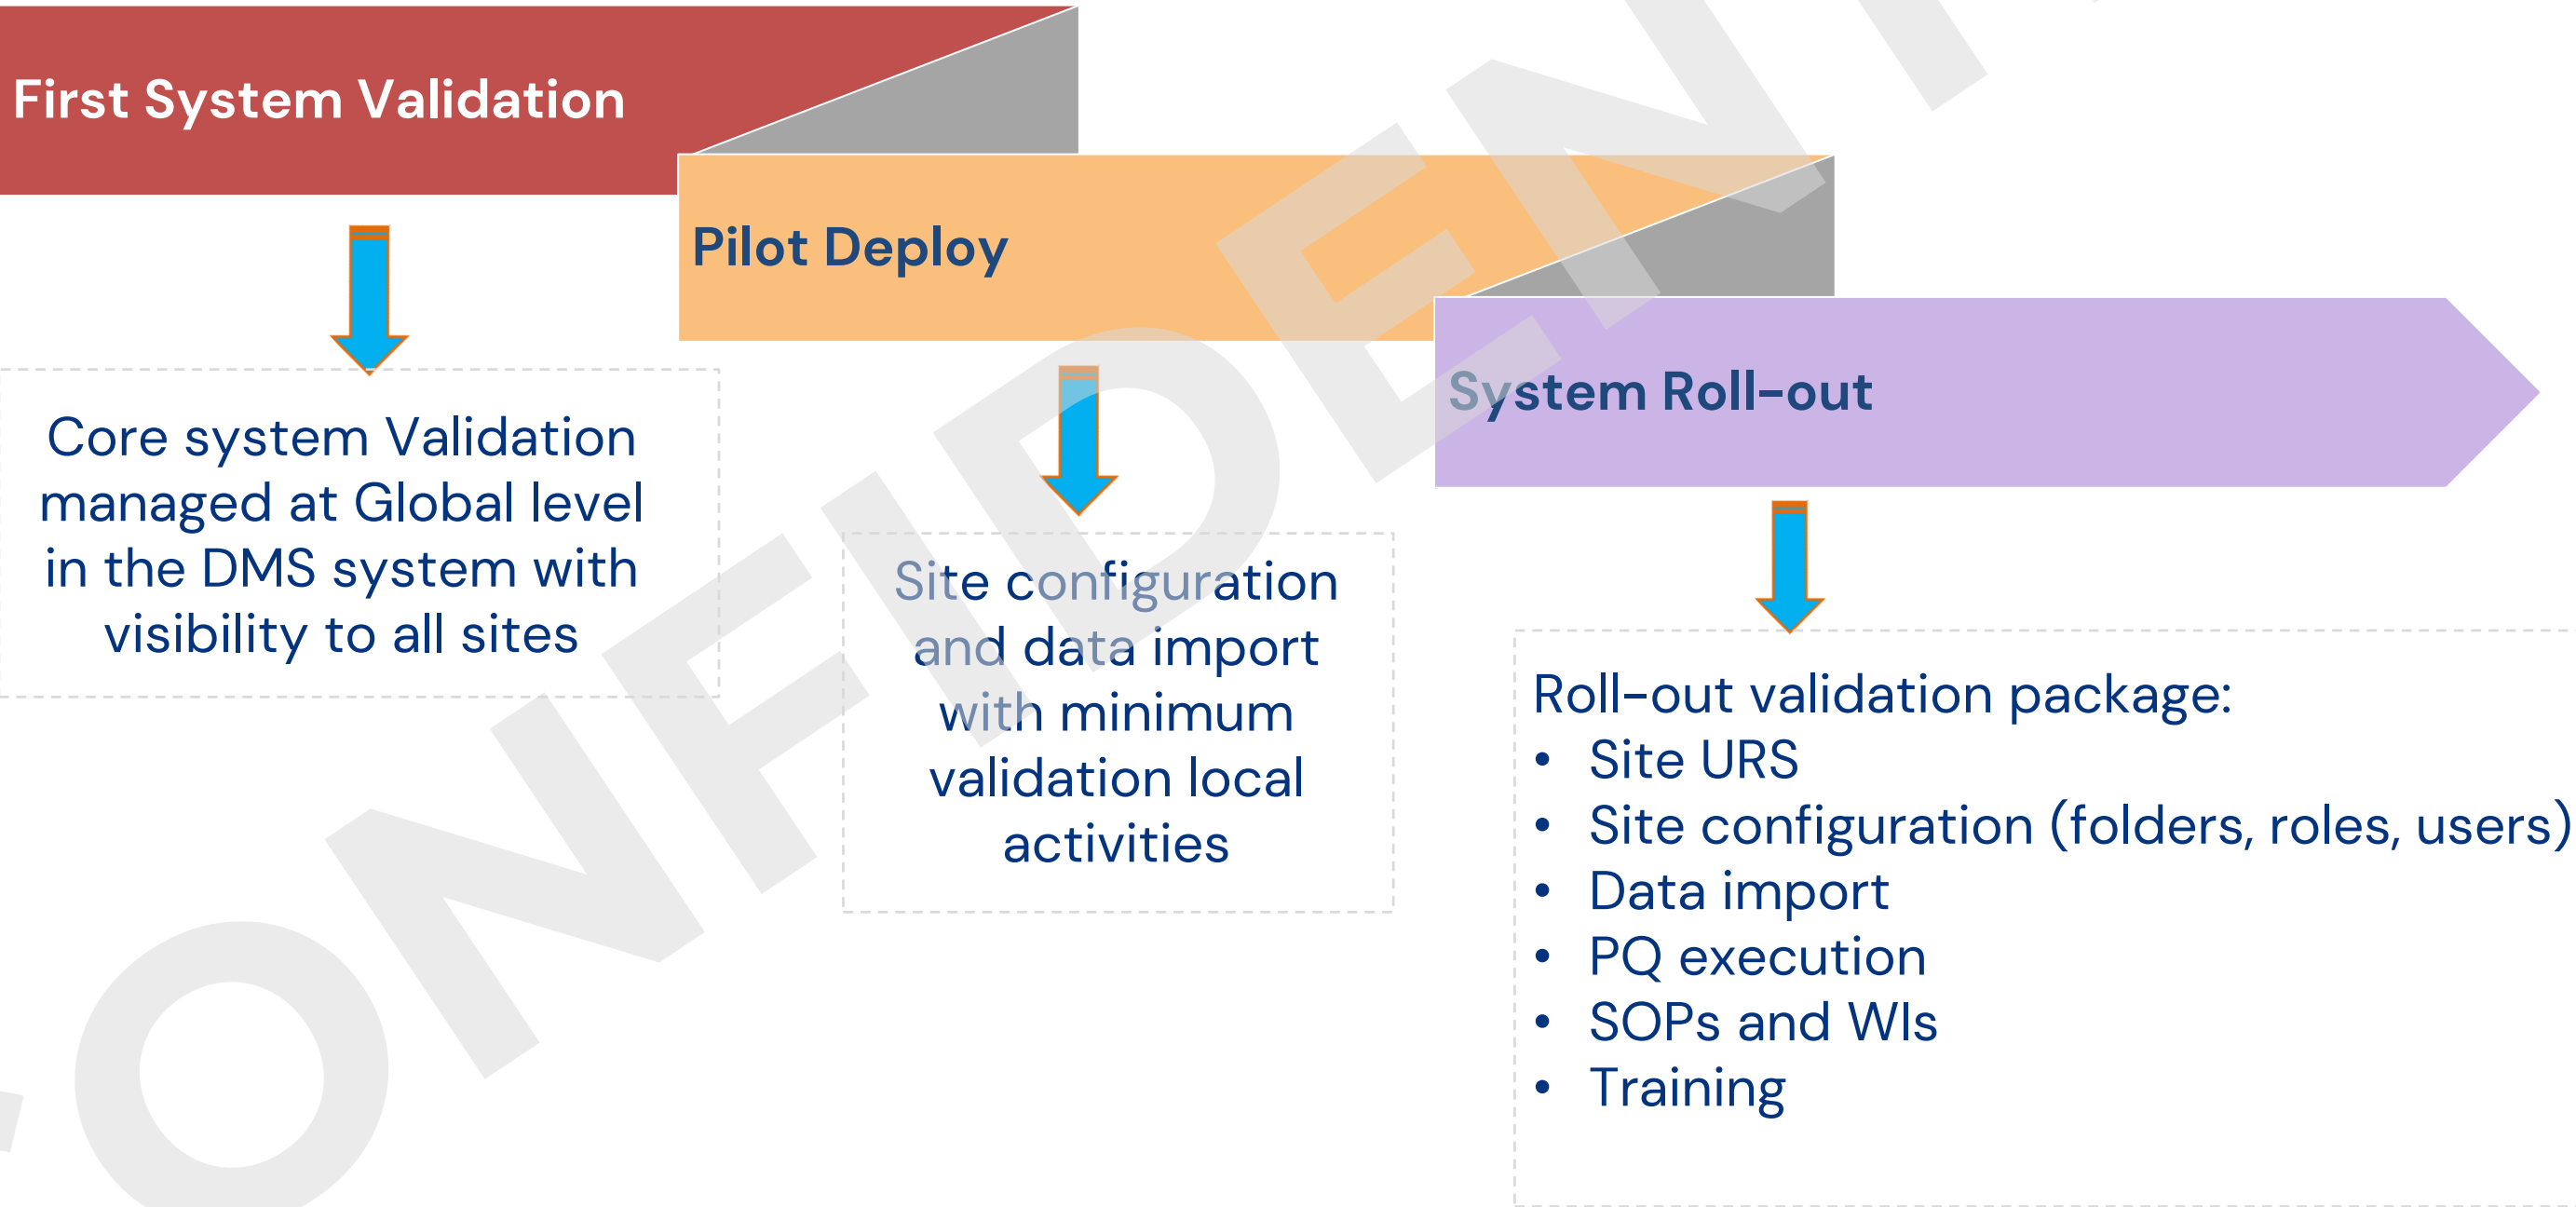 First System Validation
Pilot Deploy
System Roll-out
Core system Validation
managed at Global level
in the DMS system with
visibility to all sites
Site configuration
and data import
with minimum
validation local
activities
Roll-out validation package:
• Site URS
• Site configuration (folders, roles, users)
• Data import
• PQ execution
• SOPs and WIs
• Training
CONFIDENT